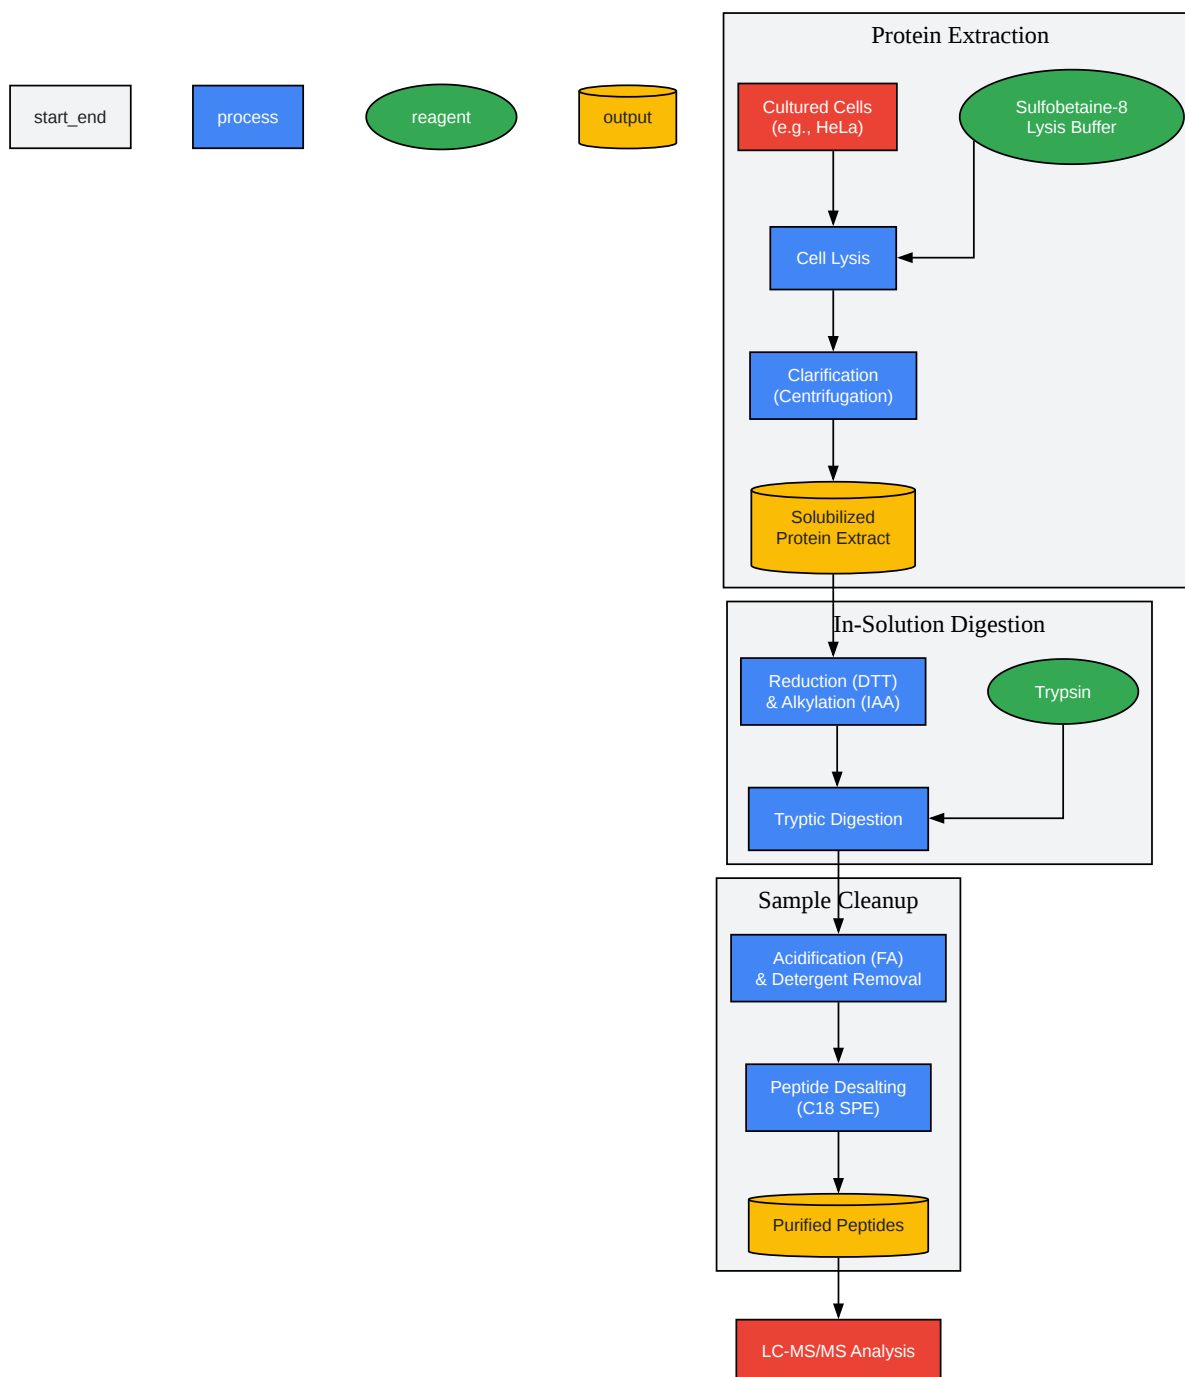 start_end
process
reagent
output
Protein Extraction
Cultured Cells
(e.g., HeLa)
Sulfobetaine-8
Lysis Buffer
Cell Lysis
Clarification
(Centrifugation)
Solubilized
Protein Extract
In-Solution Digestion
Reduction (DTT)
& Alkylation (IAA)
Trypsin
Tryptic Digestion
Sample Cleanup
Acidification (FA)
& Detergent Removal
Peptide Desalting
(C18 SPE)
Purified Peptides
LC-MS/MS Analysis